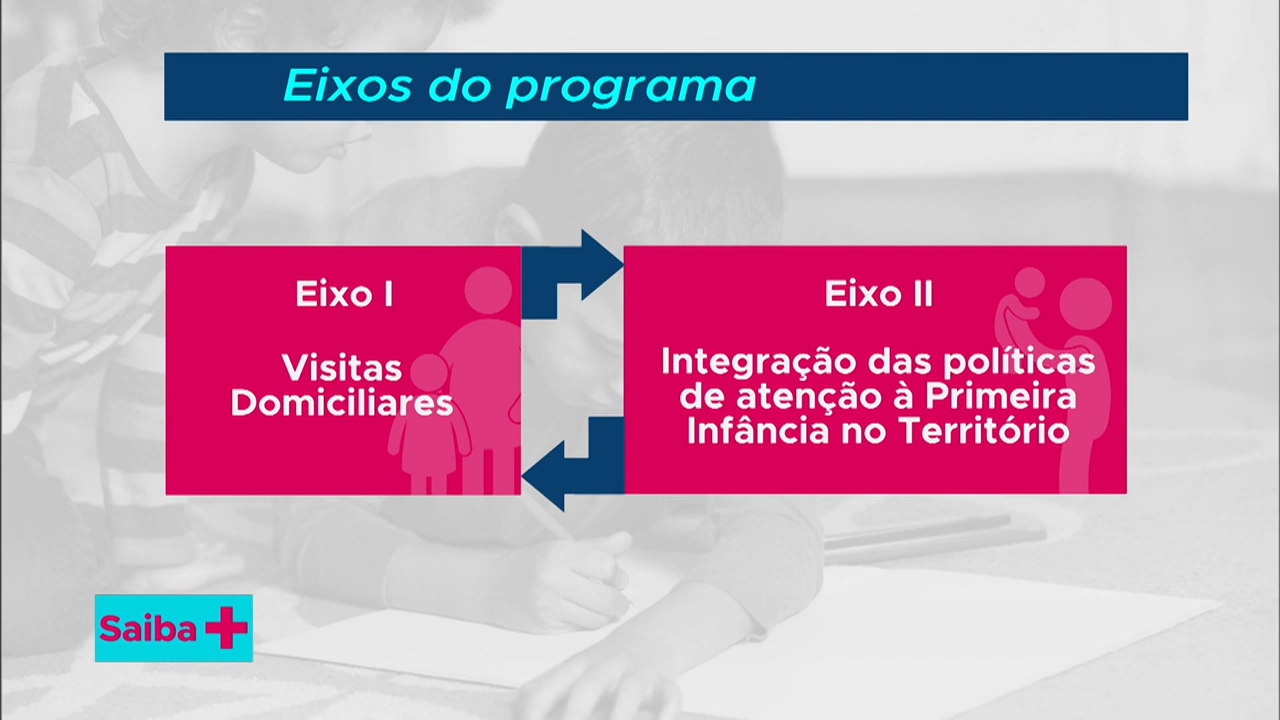 Eixos do programa
Eixo I
Visitas
Domiciliares
Eixo II
Integração das políticas
de atenção à Primeira
Infância no Território
Saiba +